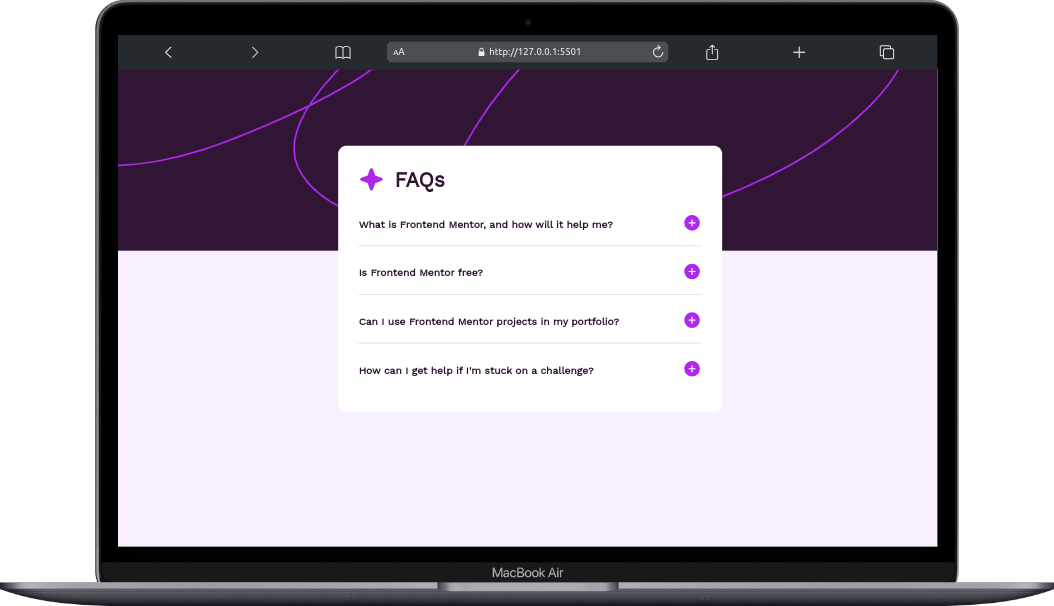 AA
http://127.0.0.1:5501
FAQs
What is Frontend Mentor, and how will it help me?
Is Frontend Mentor free?
Can I use Frontend Mentor projects in my portfolio?
How can I get help if I'm stuck on a challenge?
MacBook Air